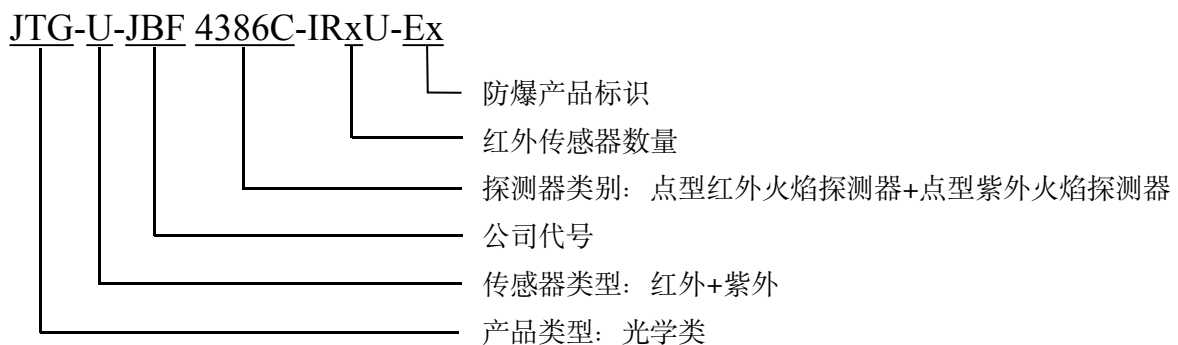 JTG-U-JBF 4386C-IRxU-Ex
防爆产品标识
红外传感器数量
探测器类别：点型红外火焰探测器+点型紫外火焰探测器
公司代号
传感器类型：红外+紫外
产品类型：光学类